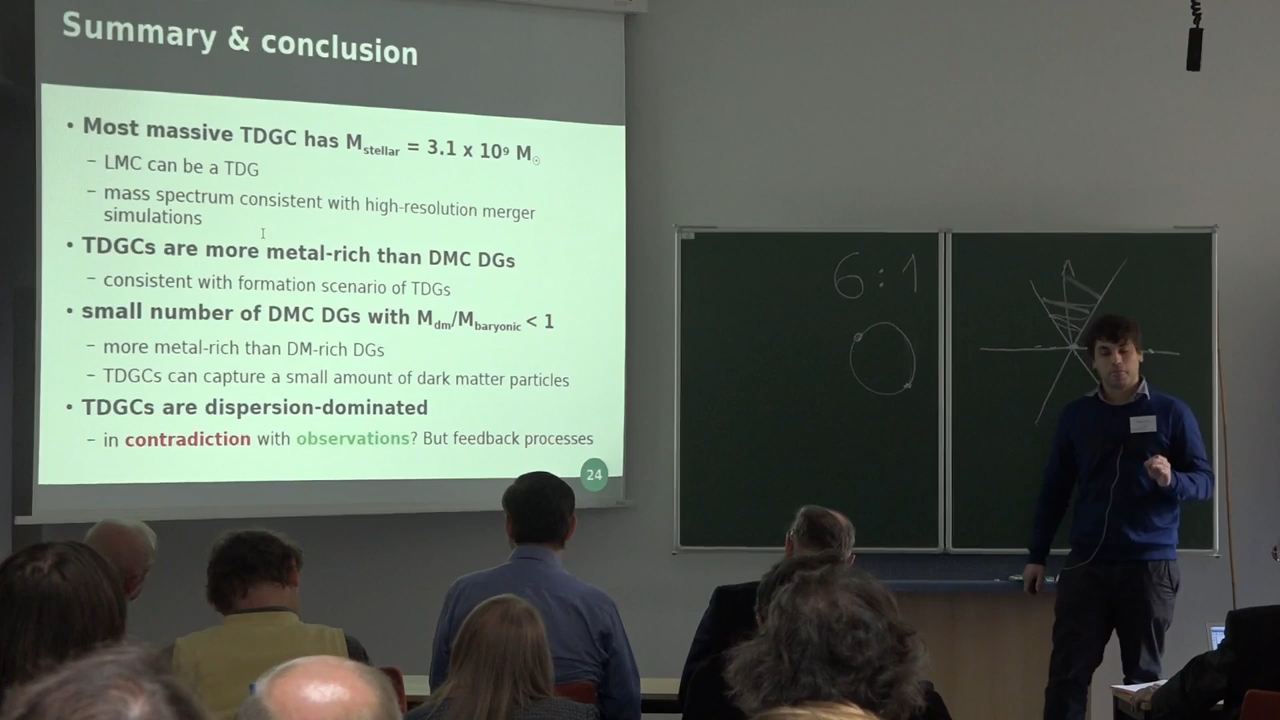 Summary & conclusion
• Most massive TDGC has Mstellar = 3.1 x 10⁹ M☉
– LMC can be a TDG
– mass spectrum consistent with high-resolution merger
simulations
• TDGCs are more metal-rich than DMC DGs
– consistent with formation scenario of TDGs
• small number of DMC DGs with Mdm/Mbaryonic < 1
– more metal-rich than DM-rich DGs
– TDGCs can capture a small amount of dark matter particles
• TDGCs are dispersion-dominated
– in contradiction with observations? But feedback processes
24
6:1